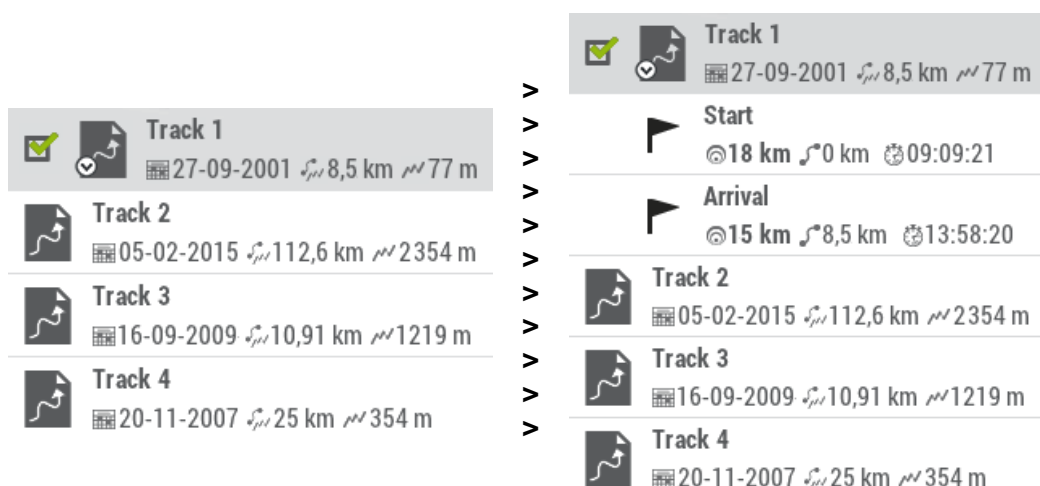 Track 1
27-09-2001 8,5 km 77 m
Track 2
05-02-2015 112,6 km 2354 m
Track 3
16-09-2009 10,91 km 1219 m
Track 4
20-11-2007 25 km 354 m
>
>
>
>
>
>
>
>
>
>
>
Track 1
27-09-2001 8,5 km 77 m
Start
18 km 0 km 09:09:21
Arrival
15 km 8,5 km 13:58:20
Track 2
05-02-2015 112,6 km 2354 m
Track 3
16-09-2009 10,91 km 1219 m
Track 4
20-11-2007 25 km 354 m